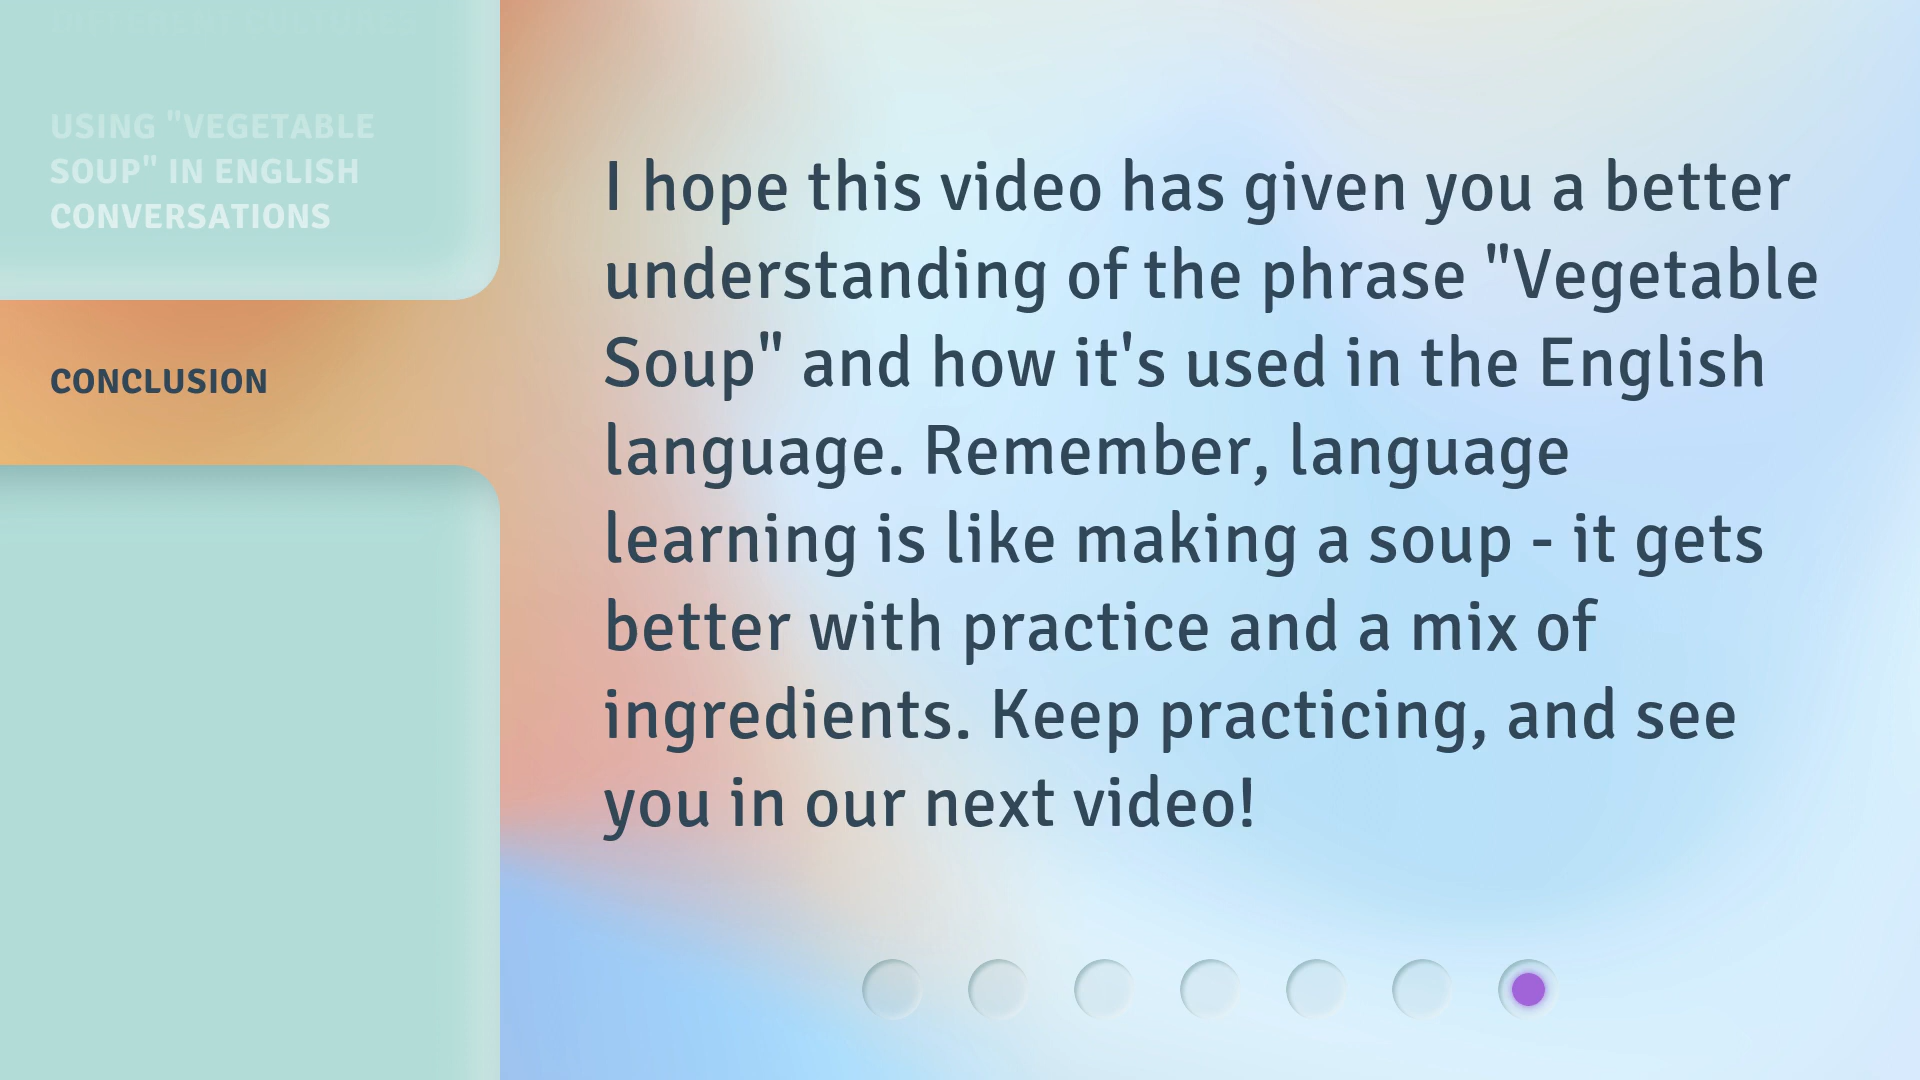 DIFFERENT CULTURES
USING "VEGETABLE
SOUP" IN ENGLISH
CONVERSATIONS
CONCLUSION
I hope this video has given you a better
understanding of the phrase "Vegetable
Soup" and how it's used in the English
language. Remember, language
learning is like making a soup - it gets
better with practice and a mix of
ingredients. Keep practicing, and see
you in our next video!